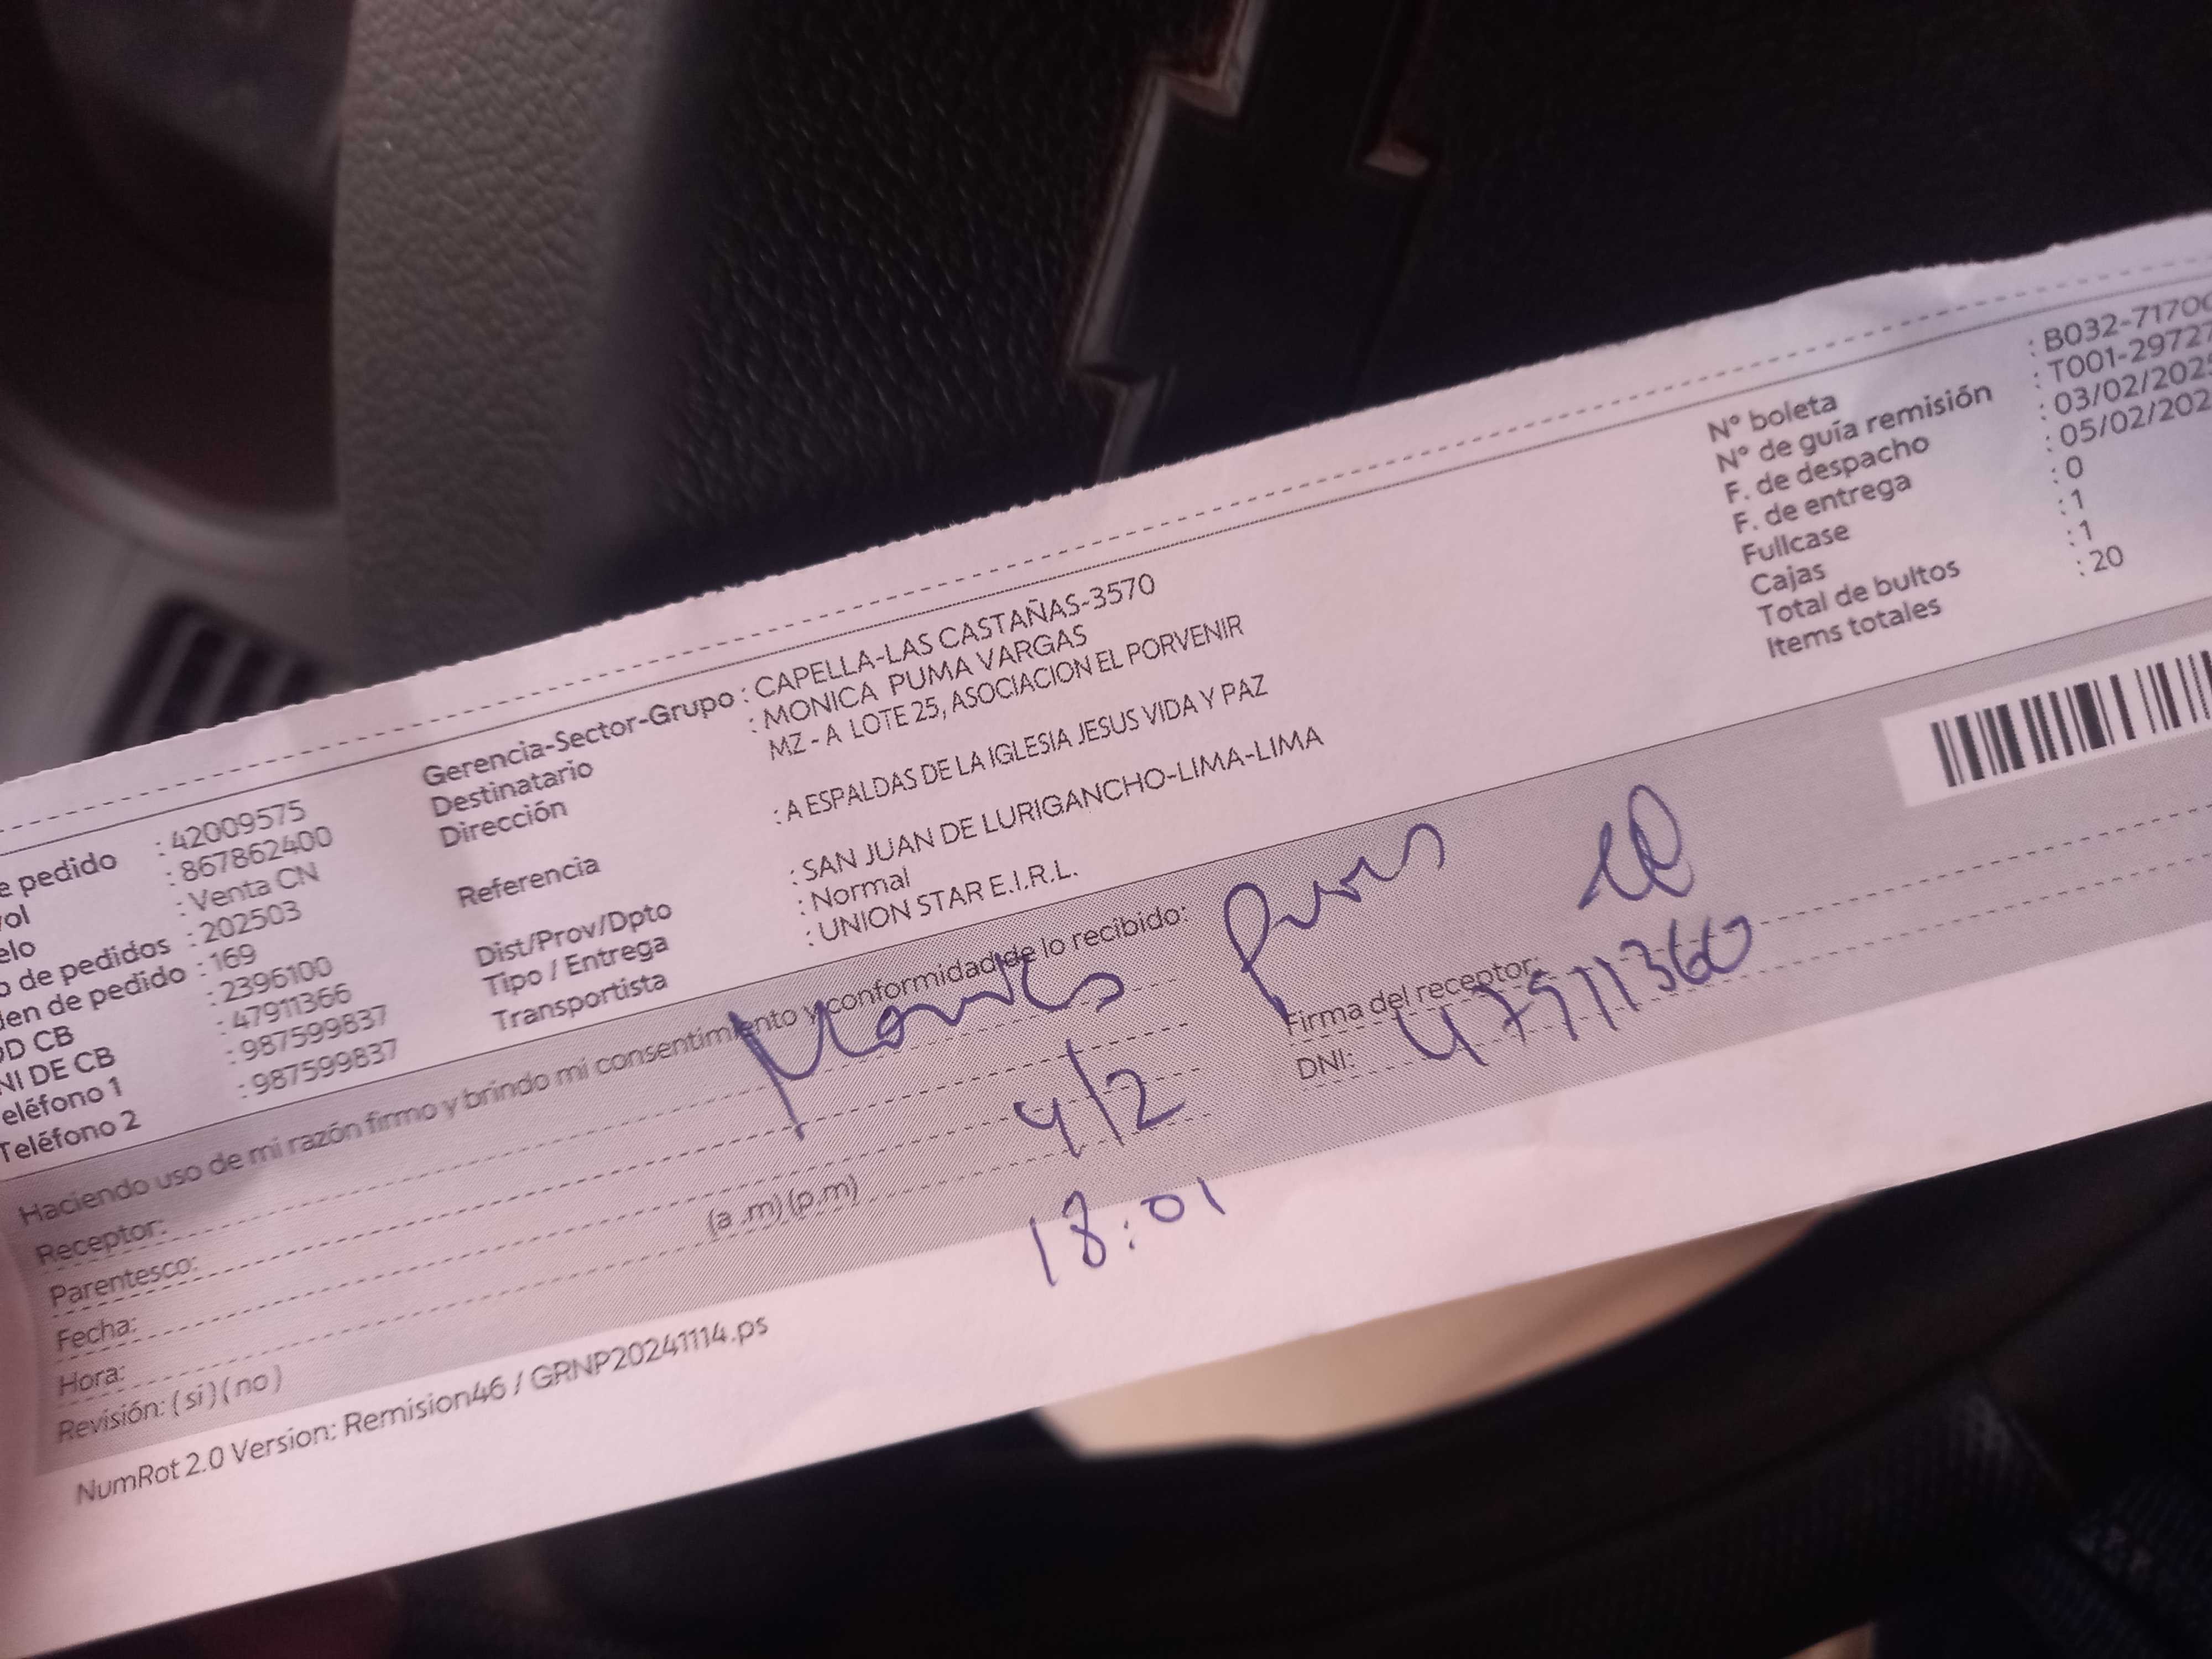 e pedido : 42009575
vol : 867862400
elo : Venta CN
o de pedidos : 202503
den de pedido : 169
OD CB : 2396100
NI DE CB : 47911366
eléfono 1 : 987599837
Teléfono 2 : 987599837
Gerencia-Sector-Grupo : CAPELLA-LAS CASTAÑAS-3570
Destinatario : MONICA PUMA VARGAS
Dirección MZ - A LOTE 25, ASOCIACION EL PORVENIR
Referencia : A ESPALDAS DE LA IGLESIA JESUS VIDA Y PAZ
Dist/Prov/Dpto : SAN JUAN DE LURIGANCHO-LIMA-LIMA
Tipo / Entrega : Normal
Transportista : UNION STAR E.I.R.L.
N° boleta : B032-7170
N° de guía remisión : T001-2972
F. de despacho : 03/02/202
F. de entrega : 05/02/202
Fullcase : 0
Cajas : 1
Total de bultos : 1
Items totales : 20
Haciendo uso de mi razón firmo y brindo mi consentimiento y conformidad de lo recibido:
Receptor:
Parentesco:
Fecha: 4/2
Hora: (a .m) (p.m) 18:01
Revisión: ( si ) ( no )
Firma del receptor:
DNI: 47911360
NumRot 2.0 Version: Remision46 / GRNP20241114.ps